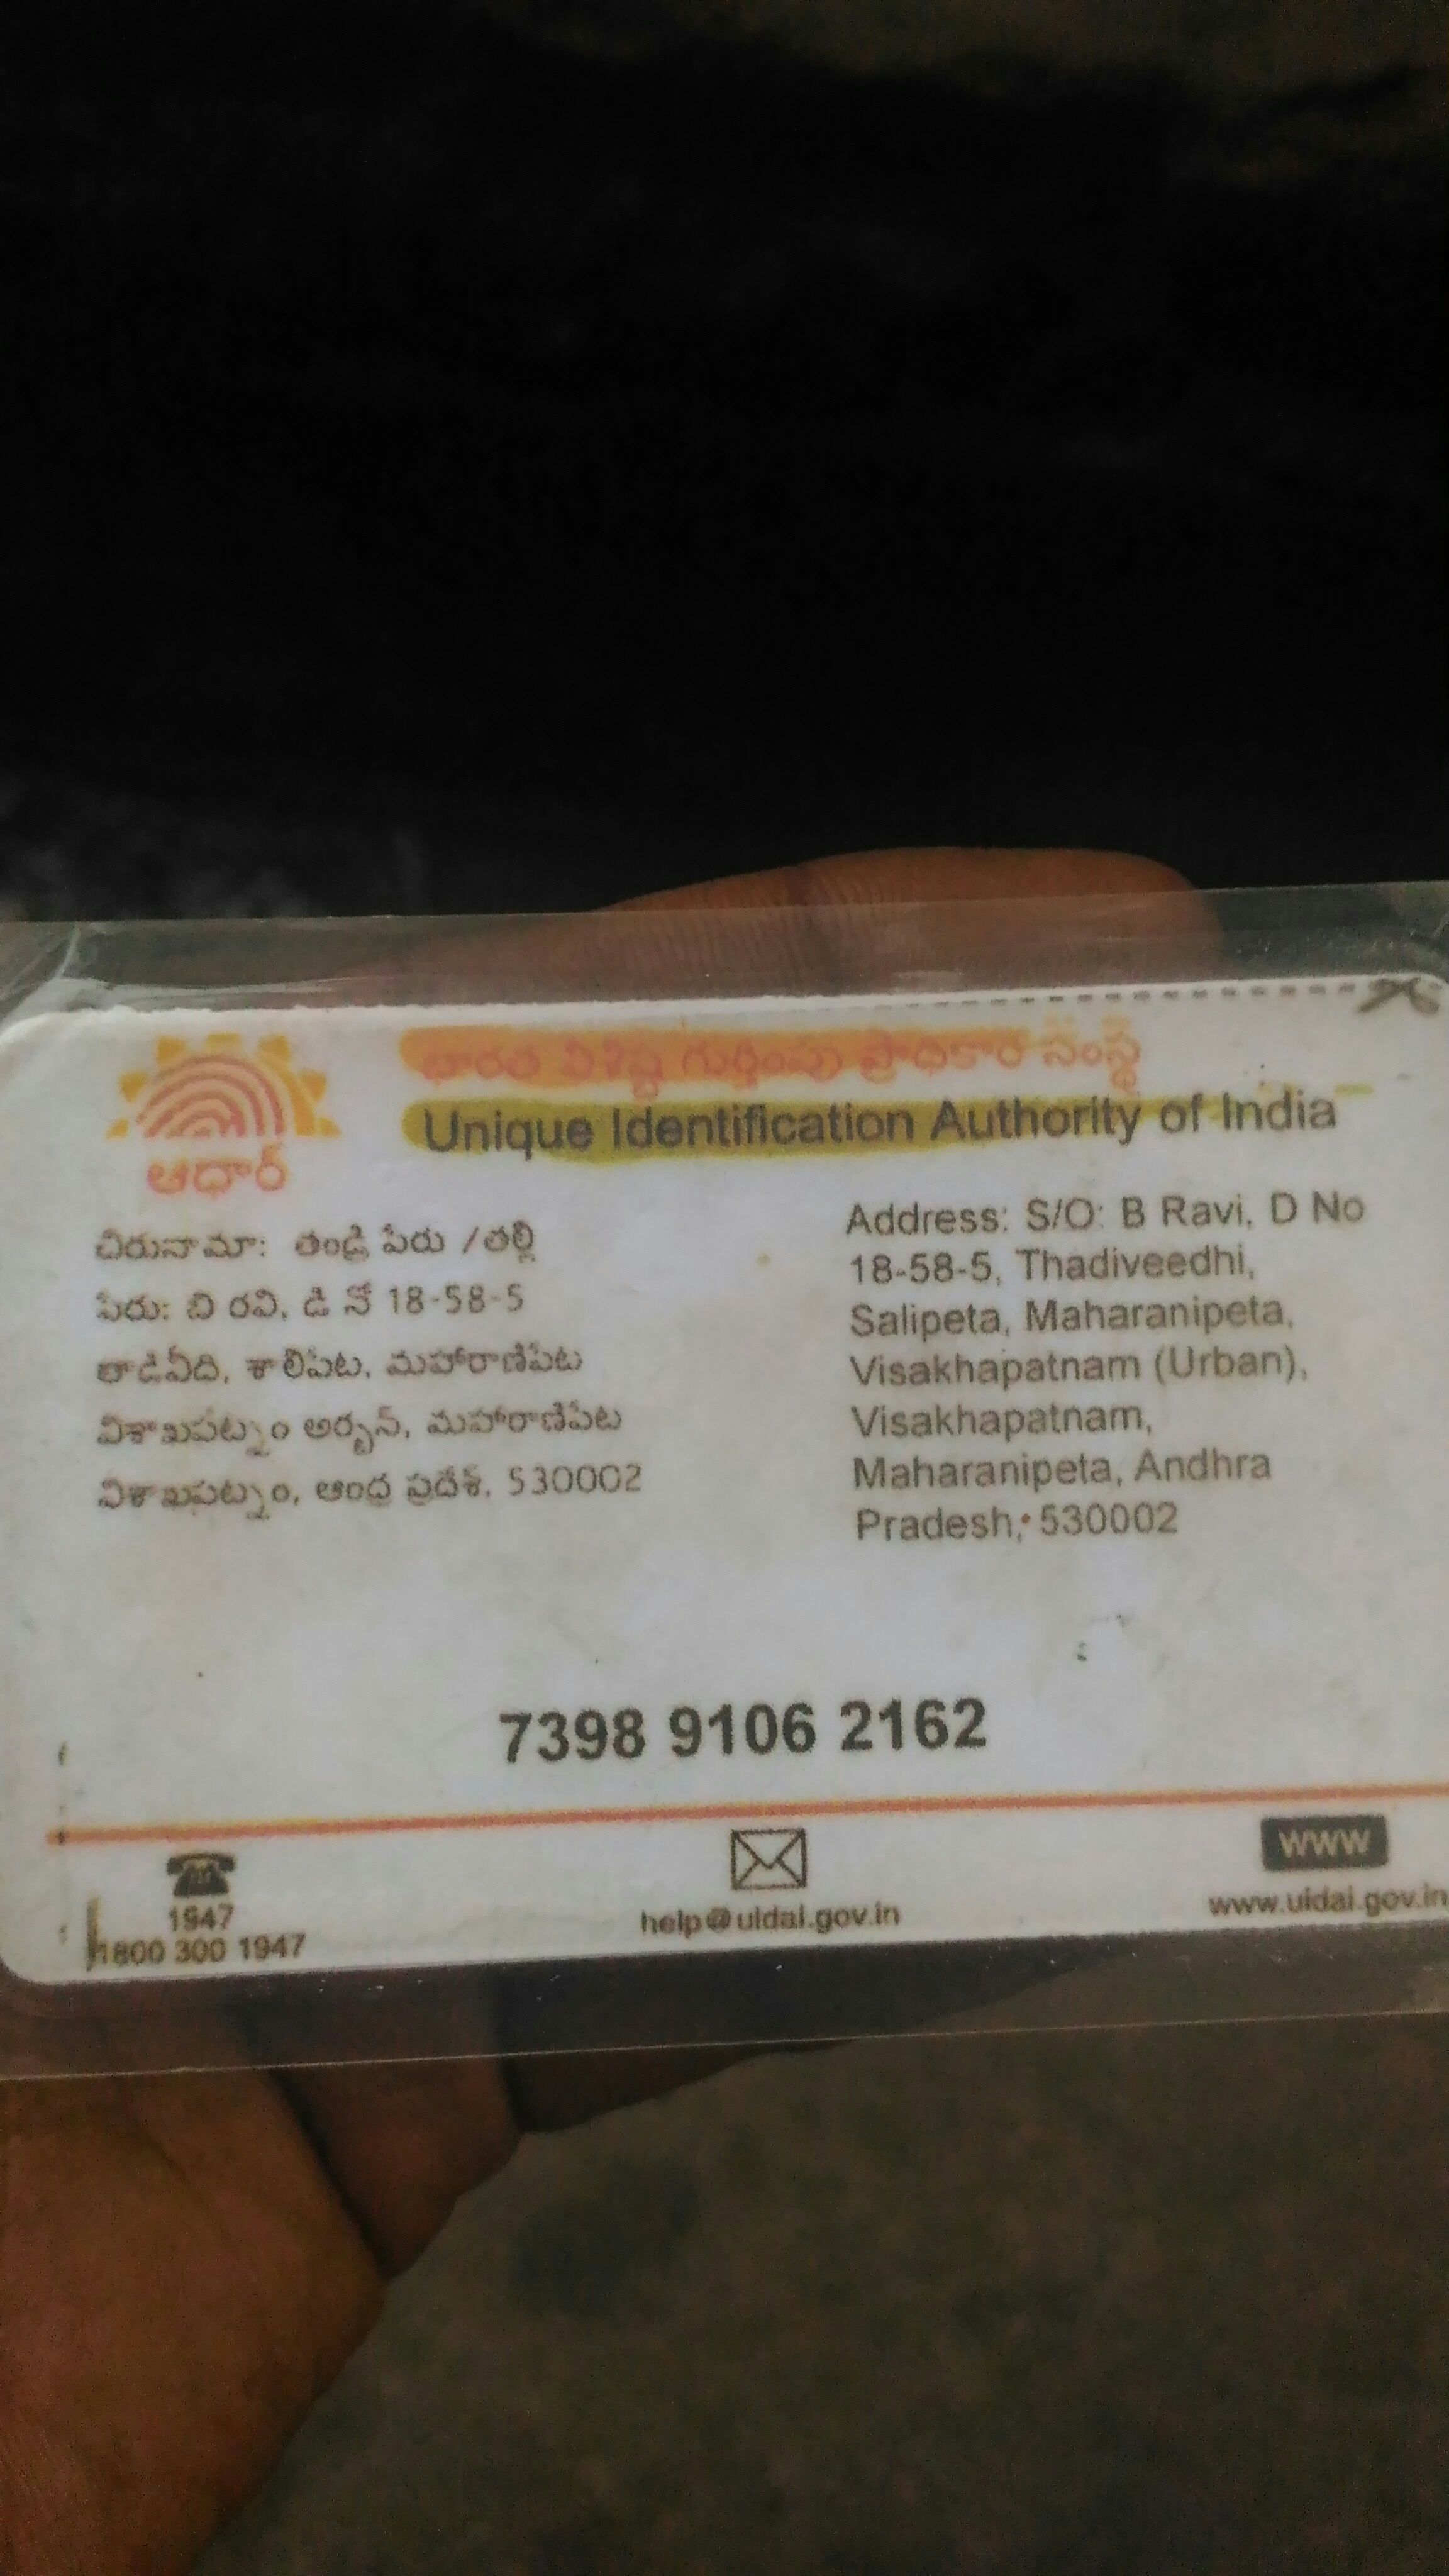 భారత విశిష్ట గుర్తింపు ప్రాధికార సంస్థ
Unique Identification Authority of India
ఆధార్
చిరునామా: తండ్రి పేరు /తల్లి
పేరు: బి రవి, డి నో 18-58-5
తాడివీది, శాలిపేట, మహారాణిపేట
విశాఖపట్నం అర్బన్, మహారాణిపేట
విశాఖపట్నం, ఆంధ్ర ప్రదేశ్, 530002
Address: S/O: B Ravi, D No
18-58-5, Thadiveedhi,
Salipeta, Maharanipeta,
Visakhapatnam (Urban),
Visakhapatnam,
Maharanipeta, Andhra
Pradesh, 530002
7398 9106 2162
1947
1800 300 1947
help@uidai.gov.in
www
www.uidai.gov.in